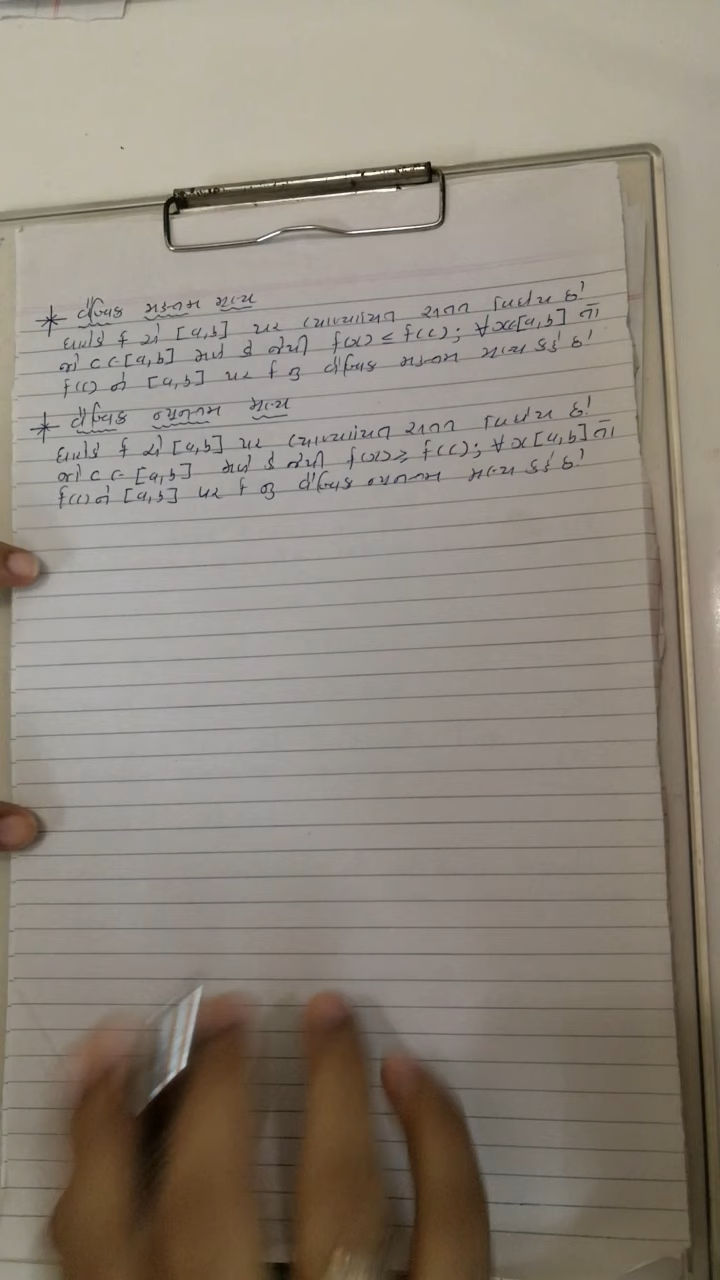 * વૈશ્વિક મહત્તમ મૂલ્ય
ધારોકે f એ [a,b] પર વ્યાખ્યાયિત સતત વિધેય છે.
જો c ∈ [a,b] મળે કે જેથી f(x) ≤ f(c); ∀x∈[a,b] તો
f(c) ને [a,b] પર f નુ વૈશ્વિક મહત્તમ મૂલ્ય કહે છે.
* વૈશ્વિક ન્યૂનતમ મૂલ્ય
ધારોકે f એ [a,b] પર વ્યાખ્યાયિત સતત વિધેય છે.
જો c ∈ [a,b] મળે કે જેથી f(x) ≥ f(c); ∀x[a,b] તો
f(c) ને [a,b] પર f નુ વૈશ્વિક ન્યૂનતમ મૂલ્ય કહે છે.